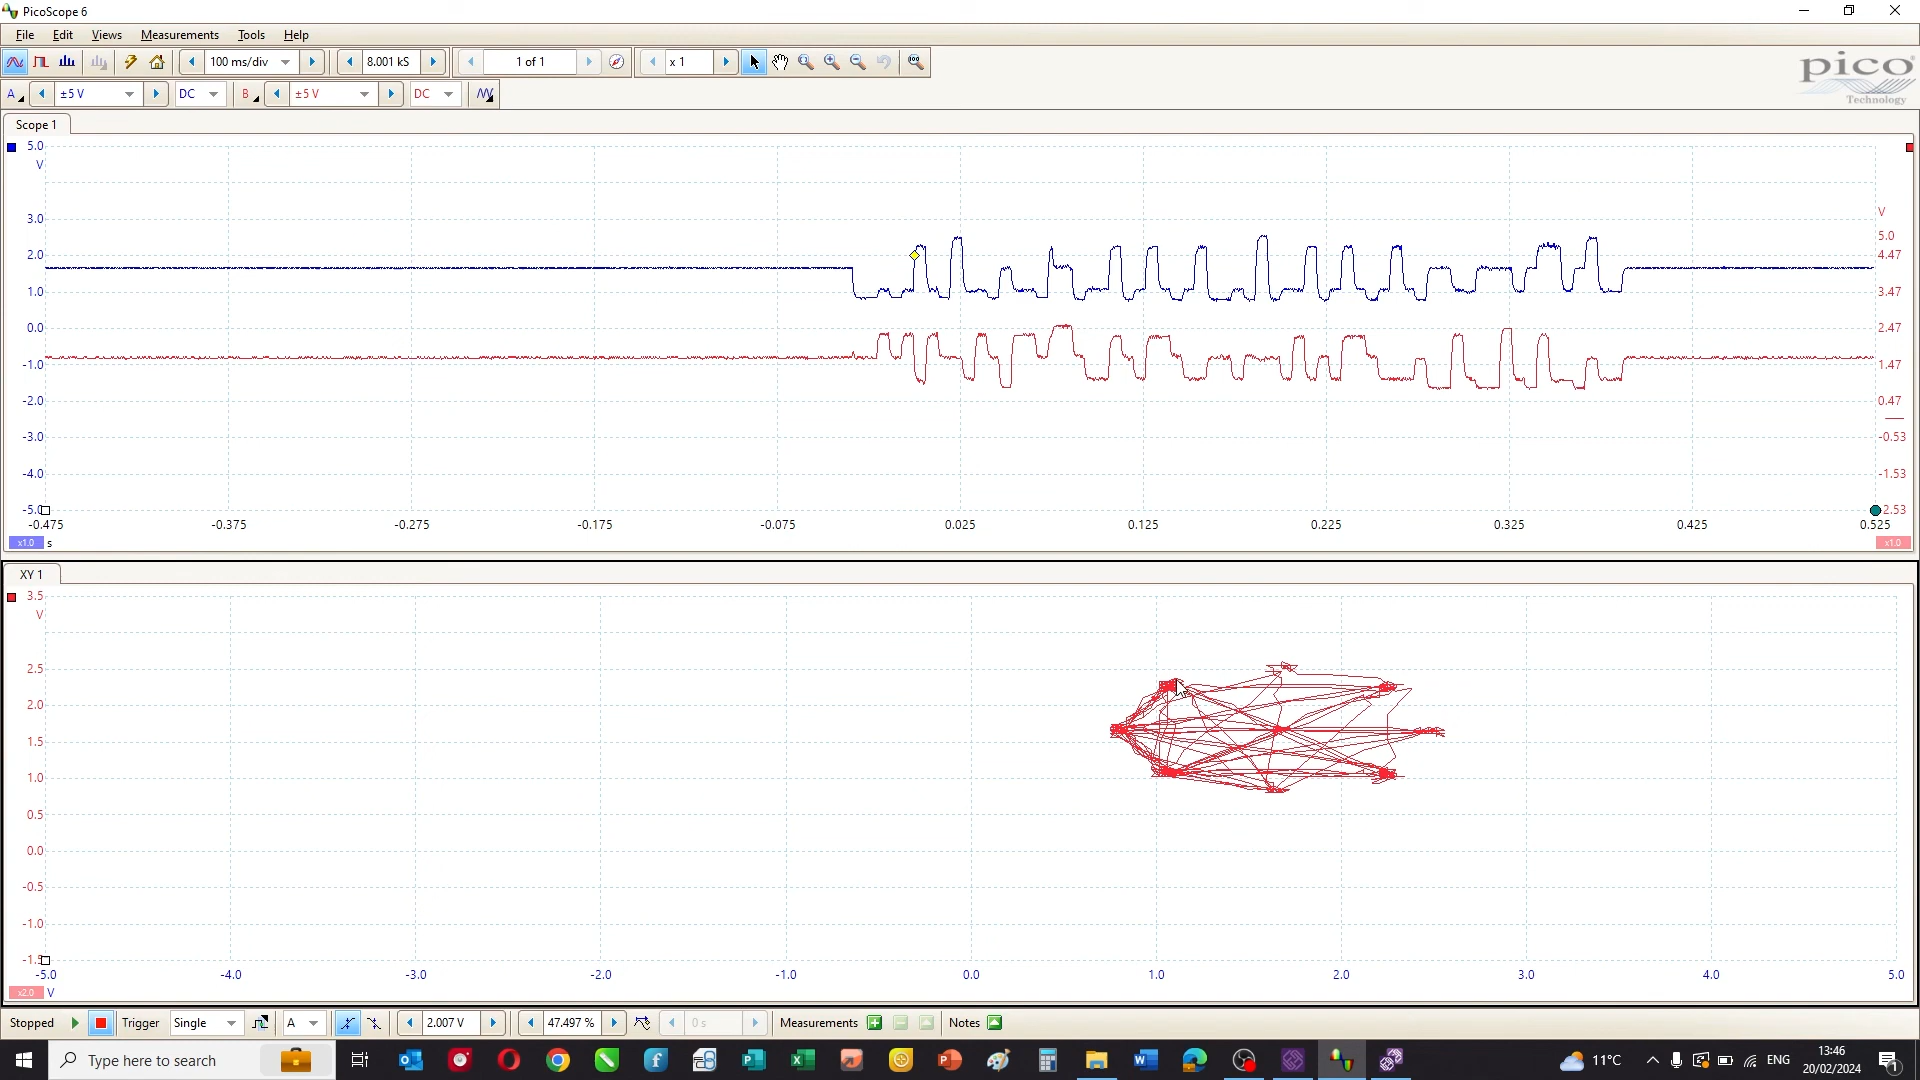 PicoScope 6
File Edit Views Measurements Tools Help
100 ms/div 8.001 kS 1 of 1 x 1
A ±5 V DC B ±5 V DC
pico
Technology
Scope 1
5.0
V
3.0
2.0
1.0
0.0
-1.0
-2.0
-3.0
-4.0
-5.0
V
5.0
4.47
3.47
2.47
1.47
0.47
-0.53
-1.53
2.53
-0.475 -0.375 -0.275 -0.175 -0.075 0.025 0.125 0.225 0.325 0.425 0.525
x1.0 s x1.0
XY 1
3.5
V
2.5
2.0
1.5
1.0
0.5
0.0
-0.5
-1.0
-1.5
-5.0 -4.0 -3.0 -2.0 -1.0 0.0 1.0 2.0 3.0 4.0 5.0
x2.0 V
Stopped Trigger Single A 2.007 V 47.497 % 0 s Measurements Notes
Type here to search 11°C ENG 13:46
20/02/2024
1